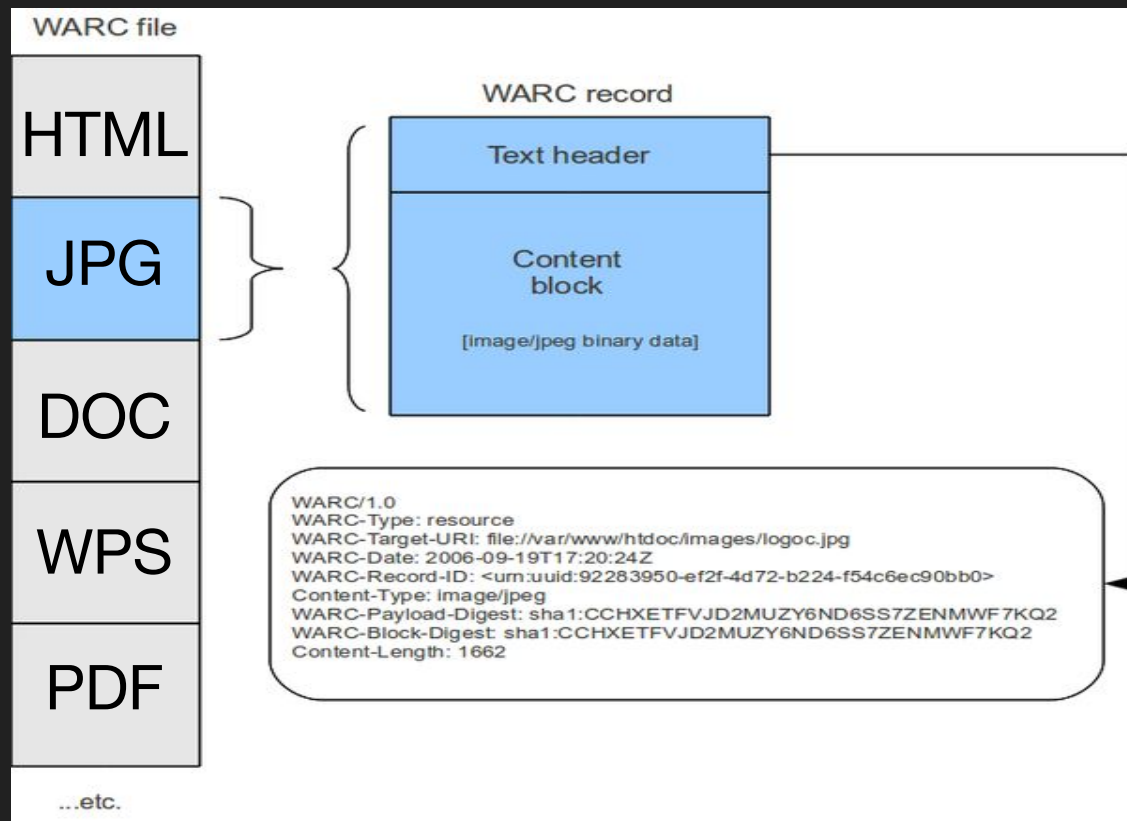 WARC file
HTML
JPG
DOC
WPS
PDF
...etc.
WARC record
Text header
Content
block
[image/jpeg binary data]
WARC/1.0
WARC-Type: resource
WARC-Target-URI: file://var/www/htdoc/images/logoc.jpg
WARC-Date: 2006-09-19T17:20:24Z
WARC-Record-ID: <urn:uuid:92283950-ef2f-4d72-b224-f54c6ec90bb0>
Content-Type: image/jpeg
WARC-Payload-Digest: sha1:CCHXETFVJD2MUZY6ND6SS7ZENMWF7KQ2
WARC-Block-Digest: sha1:CCHXETFVJD2MUZY6ND6SS7ZENMWF7KQ2
Content-Length: 1662